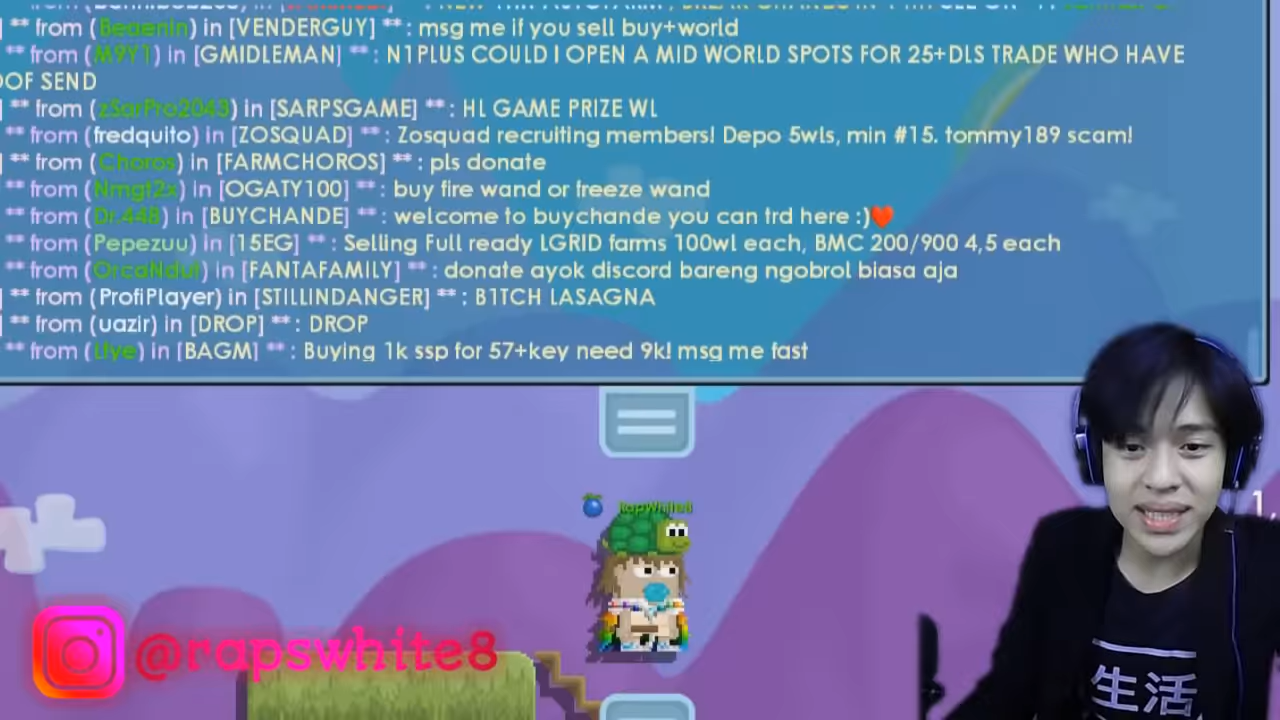 ** from (Beaenin) in [VENDERGUY] ** : msg me if you sell buy+world
** from (M9Y1) in [GMIDLEMAN] ** : N1PLUS COULD I OPEN A MID WORLD SPOTS FOR 25+DLS TRADE WHO HAVE
OOF SEND
] ** from (zSarPro2043) in [SARPSGAME] ** : HL GAME PRIZE WL
] ** from (fredquito) in [ZOSQUAD] ** : Zosquad recruiting members! Depo 5wls, min #15. tommy189 scam!
] ** from (Choros) in [FARMCHOROS] ** : pls donate
] ** from (Nmgt2x) in [OGATY100] ** : buy fire wand or freeze wand
] ** from (Dr.448) in [BUYCHANDE] ** : welcome to buychande you can trd here :)❤
] ** from (Pepezuu) in [15EG] ** : Selling Full ready LGRID farms 100wl each, BMC 200/900 4,5 each
] ** from (OrcaNdut) in [FANTAFAMILY] ** : donate ayok discord bareng ngobrol biasa aja
] ** from (ProfiPlayer) in [STILLINDANGER] ** : B1TCH LASAGNA
] ** from (uazir) in [DROP] ** : DROP
** from (Lfye) in [BAGM] ** : Buying 1k ssp for 57+key need 9k! msg me fast
RapWhite8
1,
@rapswhite8
生活